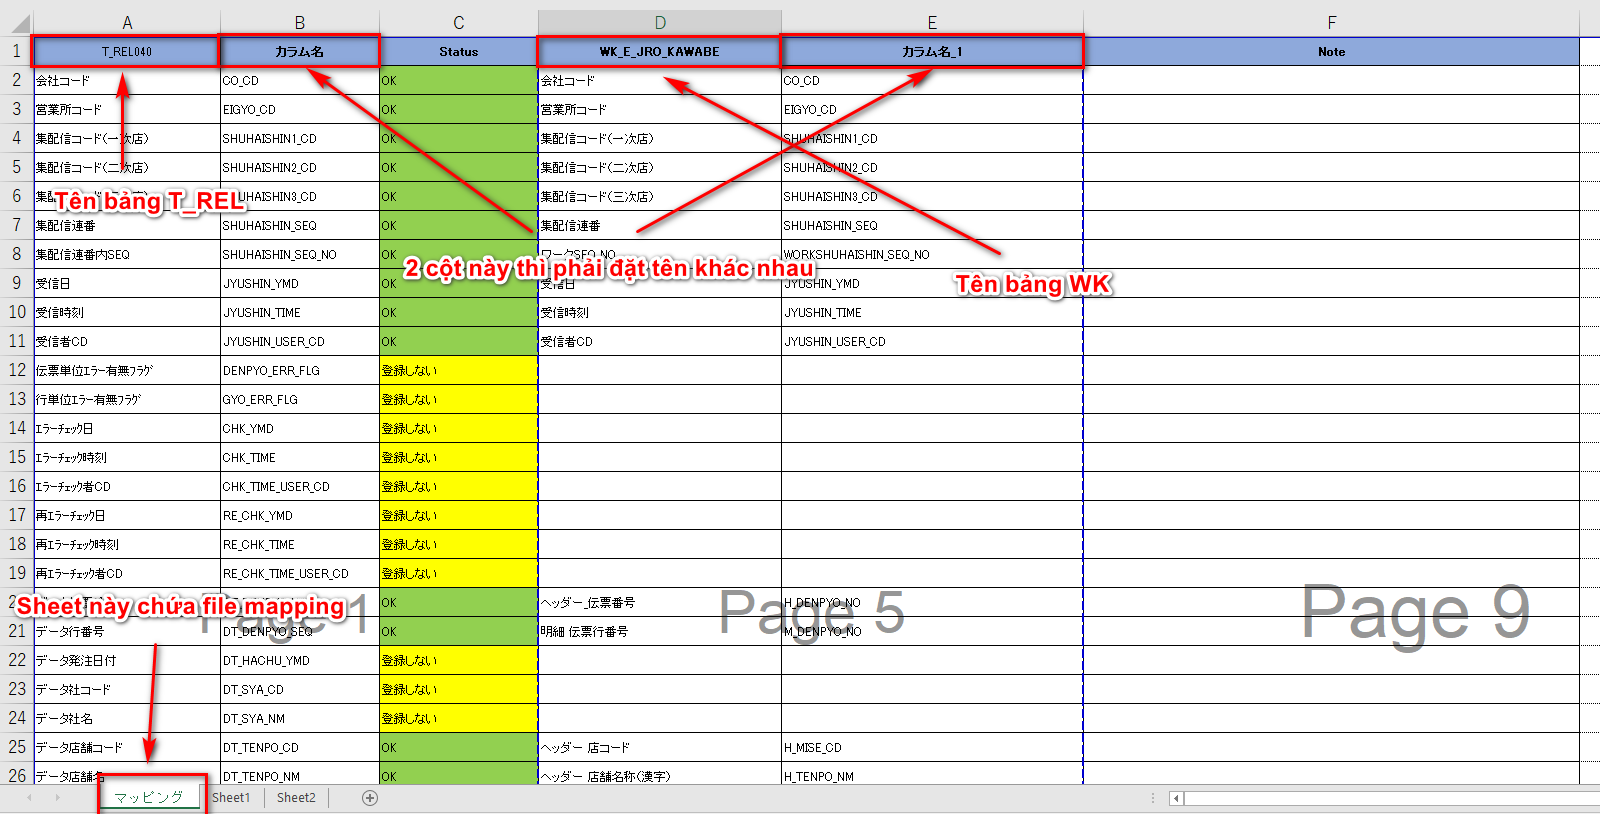 A B C D E F
1 T_REL040 カラム名 Status WK_E_JRO_KAWABE カラム名_1 Note
2 会社コード CO_CD OK 会社コード CO_CD
3 営業所コード EIGYO_CD OK 営業所コード EIGYO_CD
4 集配信コード(一次店) SHUHAISHIN1_CD OK 集配信コード(一次店) SHUHAISHIN1_CD
5 集配信コード(二次店) SHUHAISHIN2_CD OK 集配信コード(二次店) SHUHAISHIN2_CD
6 SHUHAISHIN3_CD OK 集配信コード(三次店) SHUHAISHIN3_CD
Tên bảng T_REL
7 集配信連番 SHUHAISHIN_SEQ OK 集配信連番 SHUHAISHIN_SEQ
8 集配信連番内SEQ SHUHAISHIN_SEQ_NO OK ワークSEQ_NO WORKSHUHAISHIN_SEQ_NO
2 cột này thì phải đặt tên khác nhau
Tên bảng WK
9 受信日 JYUSHIN_YMD OK 受信日 JYUSHIN_YMD
10 受信時刻 JYUSHIN_TIME OK 受信時刻 JYUSHIN_TIME
11 受信者CD JYUSHIN_USER_CD OK 受信者CD JYUSHIN_USER_CD
12 伝票単位ｴﾗｰ有無ﾌﾗｸﾞ DENPYO_ERR_FLG 登録しない
13 行単位ｴﾗｰ有無ﾌﾗｸﾞ GYO_ERR_FLG 登録しない
14 ｴﾗｰﾁｪｯｸ日 CHK_YMD 登録しない
15 ｴﾗｰﾁｪｯｸ時刻 CHK_TIME 登録しない
16 ｴﾗｰﾁｪｯｸ者CD CHK_TIME_USER_CD 登録しない
17 再ｴﾗｰﾁｪｯｸ日 RE_CHK_YMD 登録しない
18 再ｴﾗｰﾁｪｯｸ時刻 RE_CHK_TIME 登録しない
19 再ｴﾗｰﾁｪｯｸ者CD RE_CHK_TIME_USER_CD 登録しない
OK ヘッダー_伝票番号 H_DENPYO_NO
Sheet này chứa file mapping
Page 1 Page 5 Page 9
21 データ行番号 DT_DENPYO_SEQ OK 明細 伝票行番号 M_DENPYO_NO
22 データ発注日付 DT_HACHU_YMD 登録しない
23 データ社コード DT_SYA_CD 登録しない
24 データ社名 DT_SYA_NM 登録しない
25 データ店舗コード DT_TENPO_CD OK ヘッダー 店コード H_MISE_CD
26 データ店舗名 DT_TENPO_NM OK ヘッダー 店舗名称(漢字) H_TENPO_NM
マッピング Sheet1 Sheet2